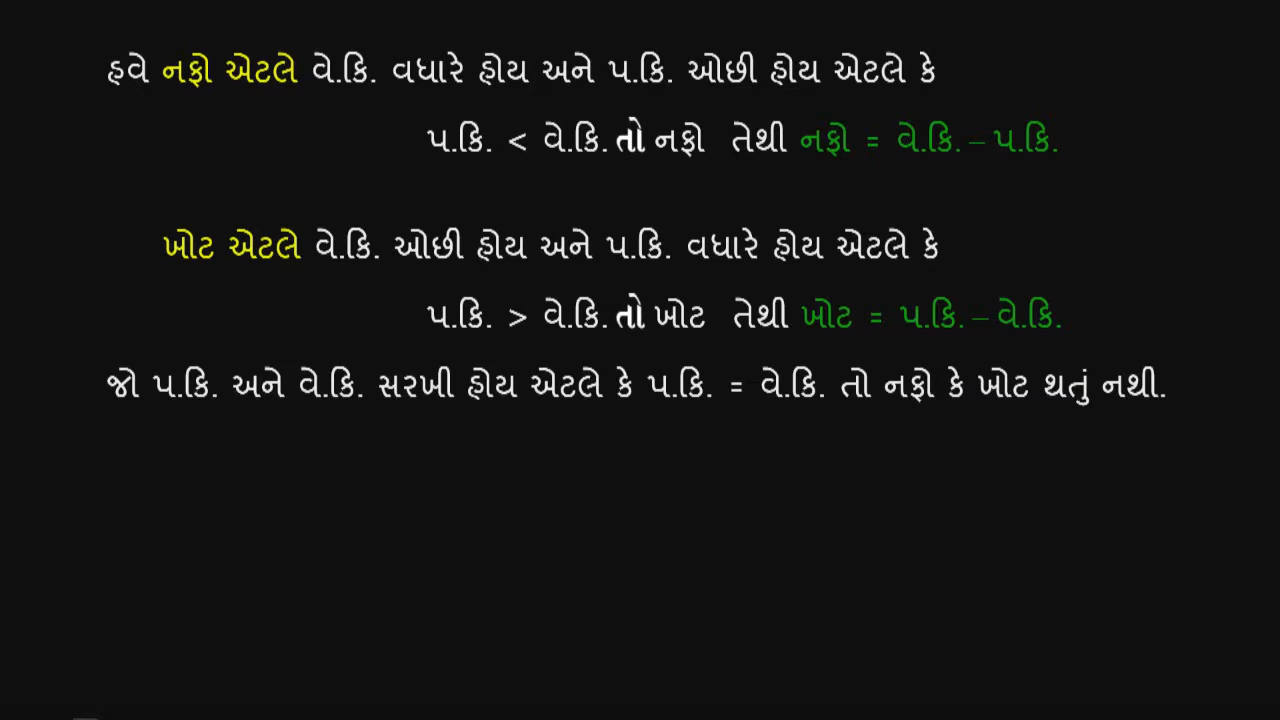 હવે નફો એટલે વે.કિ. વધારે હોય અને પ.કિ. ઓછી હોય એટલે કે
પ.કિ. < વે.કિ. તો નફો તેથી નફો = વે.કિ. – પ.કિ.
ખોટ એટલે વે.કિ. ઓછી હોય અને પ.કિ. વધારે હોય એટલે કે
પ.કિ. > વે.કિ. તો ખોટ તેથી ખોટ = પ.કિ. – વે.કિ.
જો પ.કિ. અને વે.કિ. સરખી હોય એટલે કે પ.કિ. = વે.કિ. તો નફો કે ખોટ થતું નથી.